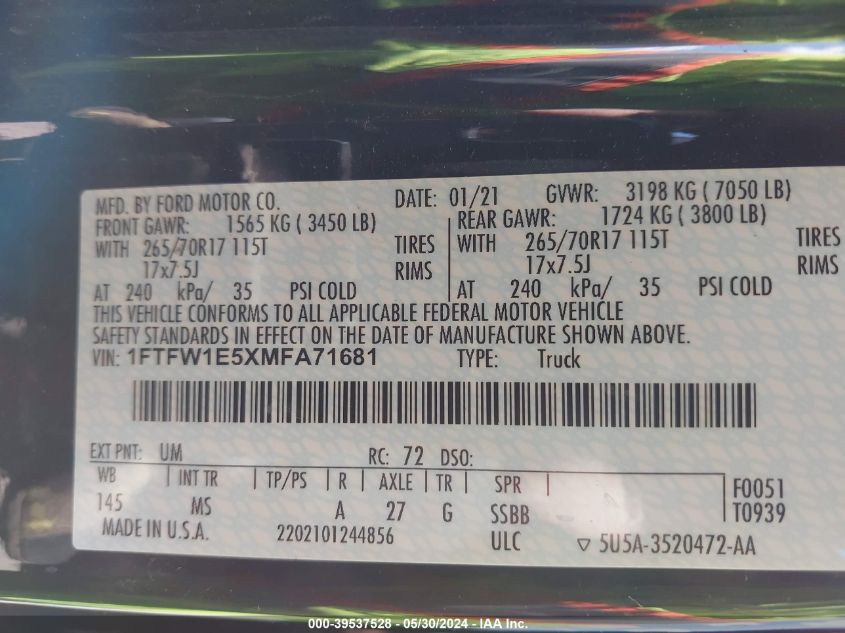 MFD. BY FORD MOTOR CO. DATE: 01/21 GVWR: 3198 KG ( 7050 LB)
FRONT GAWR: 1565 KG ( 3450 LB) REAR GAWR: 1724 KG ( 3800 LB)
WITH 265/70R17 115T TIRES WITH 265/70R17 115T TIRES
17x7.5J RIMS 17x7.5J RIMS
AT 240 kPa/ 35 PSI COLD AT 240 kPa/ 35 PSI COLD
THIS VEHICLE CONFORMS TO ALL APPLICABLE FEDERAL MOTOR VEHICLE
SAFETY STANDARDS IN EFFECT ON THE DATE OF MANUFACTURE SHOWN ABOVE.
VIN: 1FTFW1E5XMFA71681 TYPE: Truck
EXT PNT: UM RC: 72 DSO:
WB INT TR TP/PS R AXLE TR SPR F0051
145 MS A 27 G SSBB T0939
MADE IN U.S.A. 2202101244856 ULC 5U5A-3520472-AA
000-39537528 - 05/30/2024 - IAA Inc.